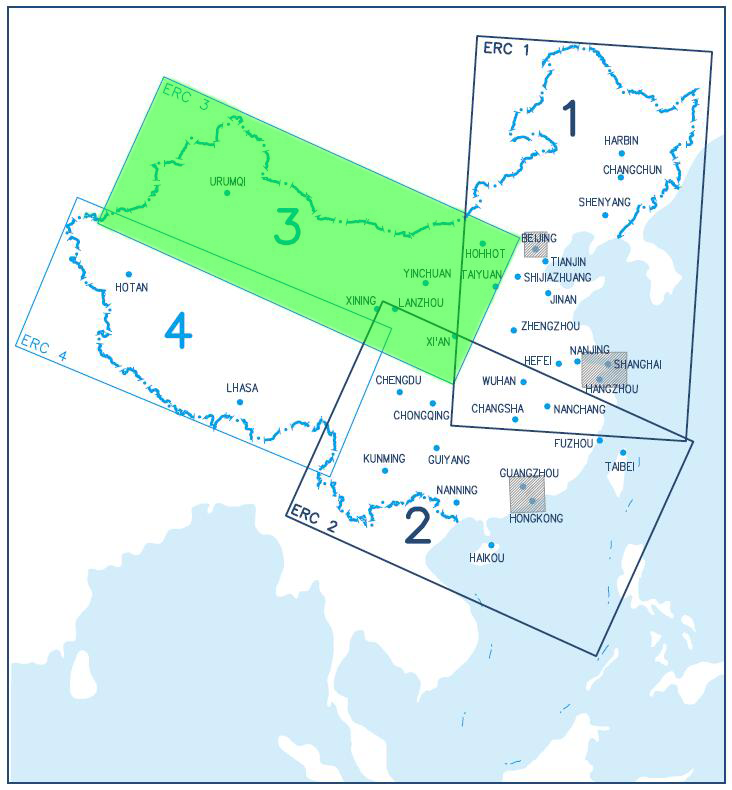 ERC 1
1
HARBIN
CHANGCHUN
SHENYANG
ERC 3
3
URUMQI
BEIJING
HOHHOT
TIANJIN
TAIYUAN
SHIJIAZHUANG
YINCHUAN
JINAN
XINING
LANZHOU
HOTAN
4
ERC 4
ZHENGZHOU
XI'AN
NANJING
HEFEI
SHANGHAI
HANGZHOU
CHENGDU
WUHAN
LHASA
CHONGQING
CHANGSHA
NANCHANG
FUZHOU
KUNMING
GUIYANG
TAIBEI
GUANGZHOU
NANNING
ERC 2
2
HONGKONG
HAIKOU